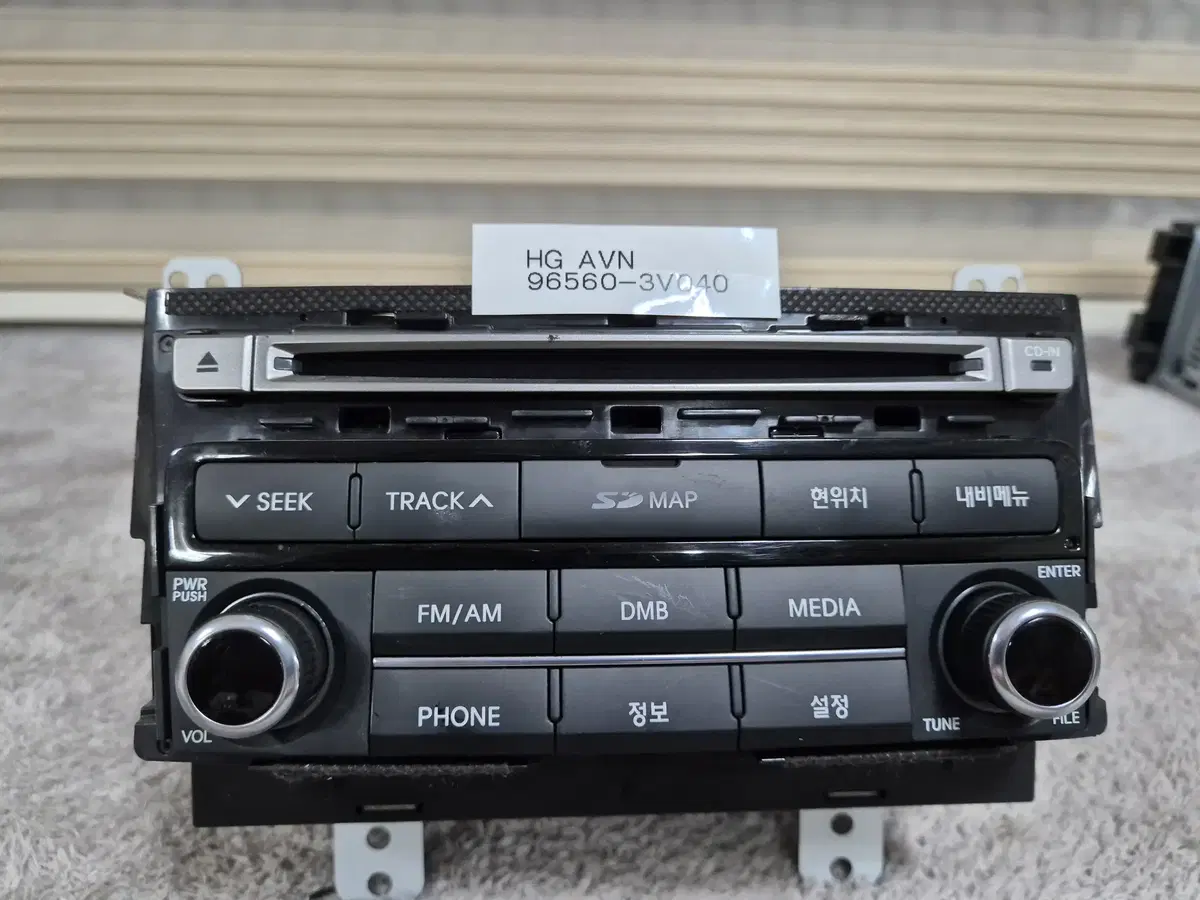 HG AVN
96560-3V040
CD-IN
SEEK
TRACK
SD MAP
현위치
내비메뉴
PWR
PUSH
ENTER
FM/AM
DMB
MEDIA
PHONE
정보
설정
VOL
TUNE
FILE